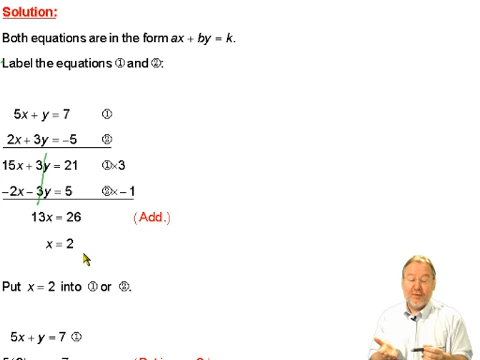 Solution:
Both equations are in the form ax + by = k.
Label the equations ① and ②:
5x + y = 7 ①
2x + 3y = –5 ②
15x + 3y = 21 ①×3
–2x – 3y = 5 ②× – 1
13x = 26 (Add.)
x = 2
Put x = 2 into ① or ②.
5x + y = 7 ①